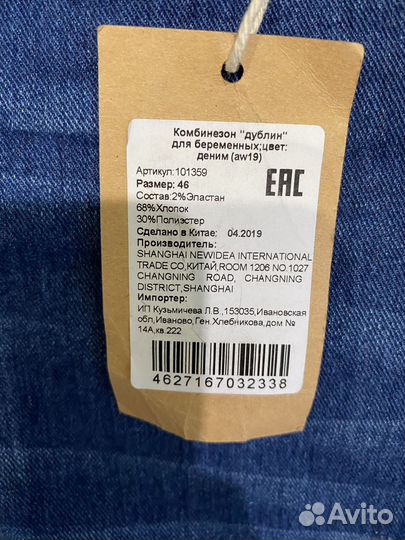 Комбинезон "дублин"
для беременных;цвет:
деним (aw19)
Артикул:101359
Размер: 46
Состав:2%Эластан
68%Хлопок
30%Полиэстер
EAC
Сделано в Китае: 04.2019
Производитель:
SHANGHAI NEWIDEA INTERNATIONAL
TRADE CO,КИТАЙ,ROOM 1206 NO.1027
CHANGNING ROAD, CHANGNING
DISTRICT,SHANGHAI
Импортер:
ИП Кузьмичева Л.В.,153035,Ивановская
обл,Иваново,Ген.Хлебникова,дом №
14А,кв.222
4627167032338
Avito